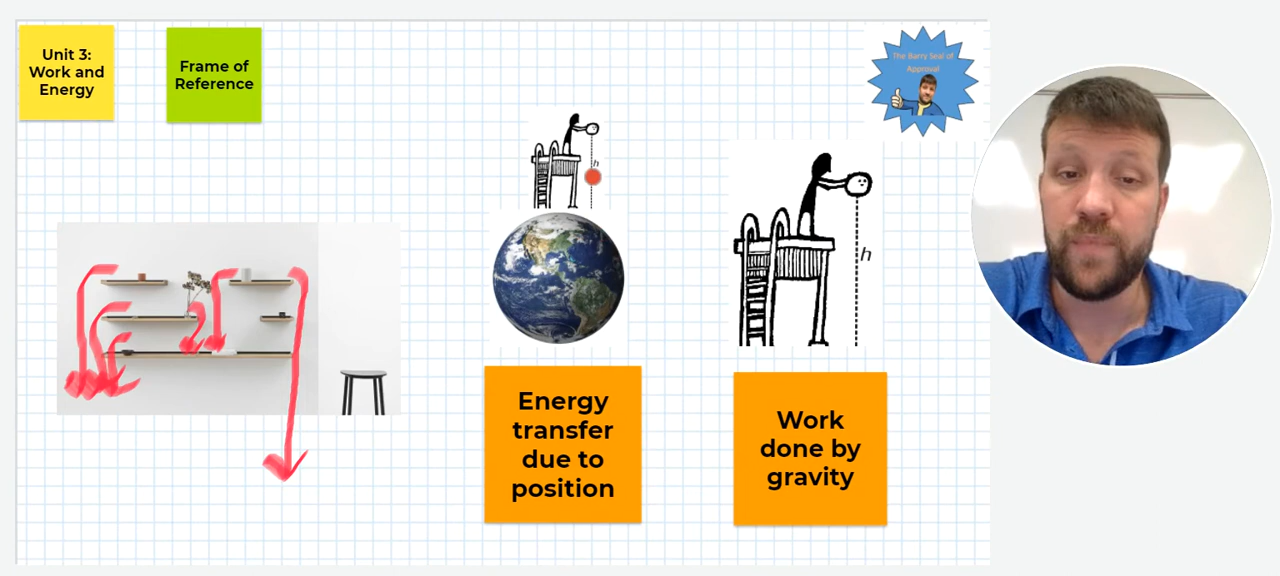 Unit 3:
Work and
Energy
Frame of
Reference
The Barry Seal of
Approval
h
h
Energy
transfer
due to
position
Work
done by
gravity